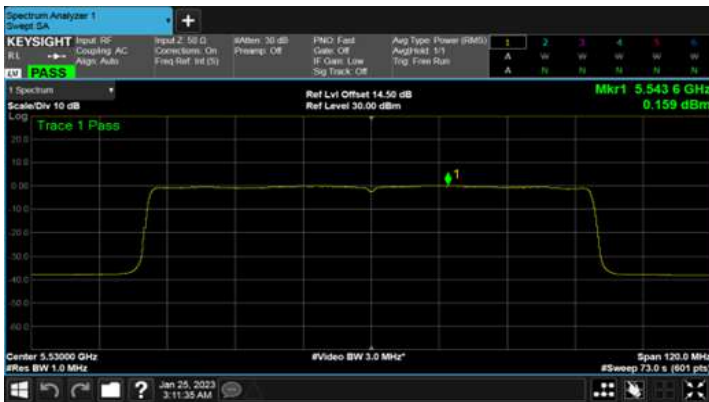 Spectrum Analyzer 1
Swept SA
+
KEYSIGHT
RL
LXI PASS
Input: RF
Coupling: AC
Align: Auto
Input Z: 50 Ω
Corrections: On
Freq Ref: Int (S)
#Atten: 30 dB
Preamp: Off
PNO: Fast
Gate: Off
IF Gain: Low
Sig Track: Off
Avg Type: Power (RMS)
Avg|Hold: 1/1
Trig: Free Run
1 2 3 4 5 6
A W W W W W
A N N N N N
1 Spectrum
Scale/Div 10 dB
Ref Lvl Offset 14.50 dB
Ref Level 30.00 dBm
Mkr1 5.543 6 GHz
0.159 dBm
Log
Trace 1 Pass
20.0
10.0
0.00
1
-10.0
-20.0
-30.0
-40.0
-50.0
-60.0
Center 5.53000 GHz
#Res BW 1.0 MHz
#Video BW 3.0 MHz*
Span 120.0 MHz
#Sweep 73.0 s (601 pts)
?
Jan 25, 2023
3:11:35 AM